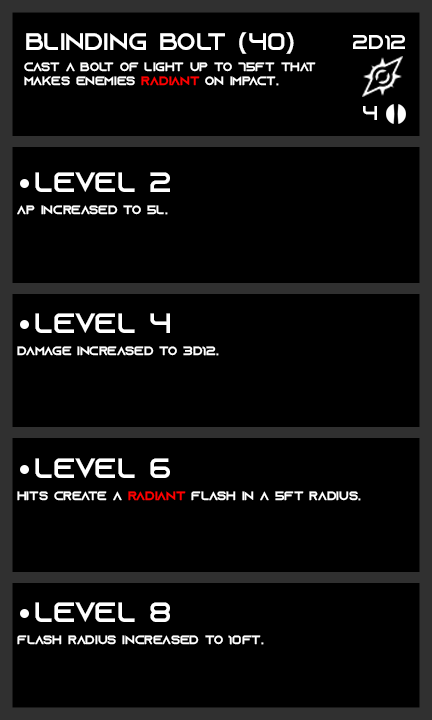 BLINDING BOLT (40)
2D12
CAST A BOLT OF LIGHT UP TO 75FT THAT
MAKES ENEMIES RADIANT ON IMPACT.
4
•LEVEL 2
AP INCREASED TO 5L.
•LEVEL 4
DAMAGE INCREASED TO 3D12.
•LEVEL 6
HITS CREATE A RADIANT FLASH IN A 5FT RADIUS.
•LEVEL 8
FLASH RADIUS INCREASED TO 10FT.